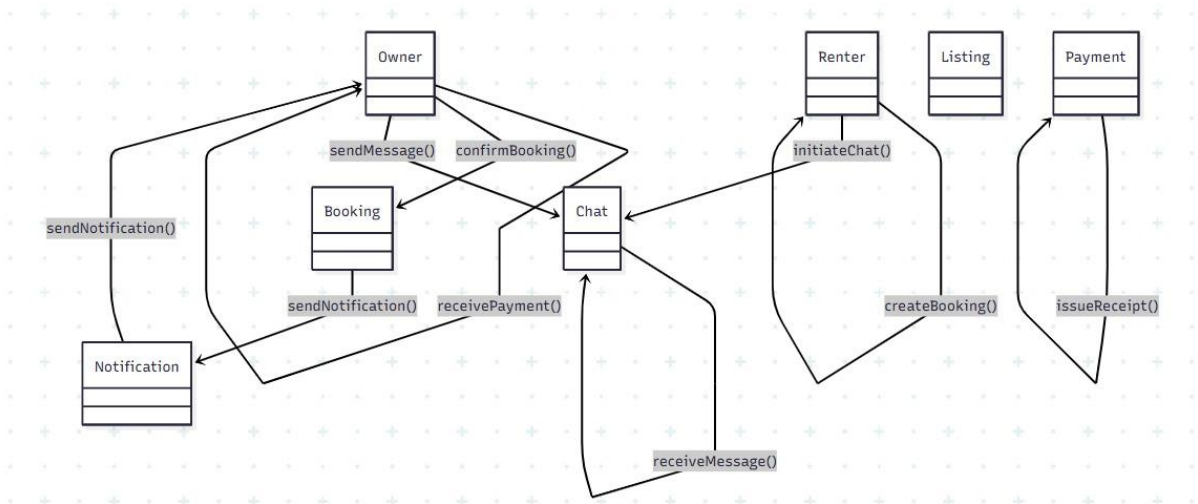 Owner
Renter
Listing
Payment
sendMessage()
confirmBooking()
initiateChat()
Booking
Chat
sendNotification()
sendNotification()
receivePayment()
createBooking()
issueReceipt()
Notification
receiveMessage()